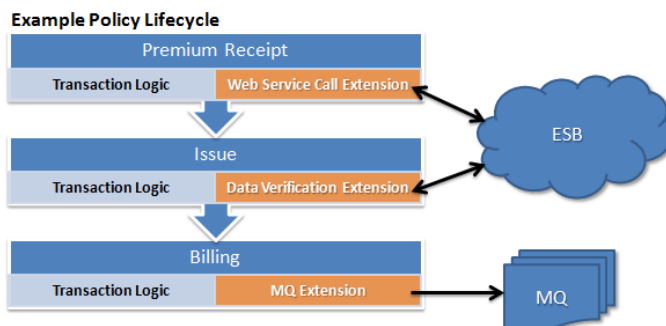 Example Policy Lifecycle
Premium Receipt
Transaction Logic Web Service Call Extension
ESB
Issue
Transaction Logic Data Verification Extension
Billing
Transaction Logic MQ Extension
MQ